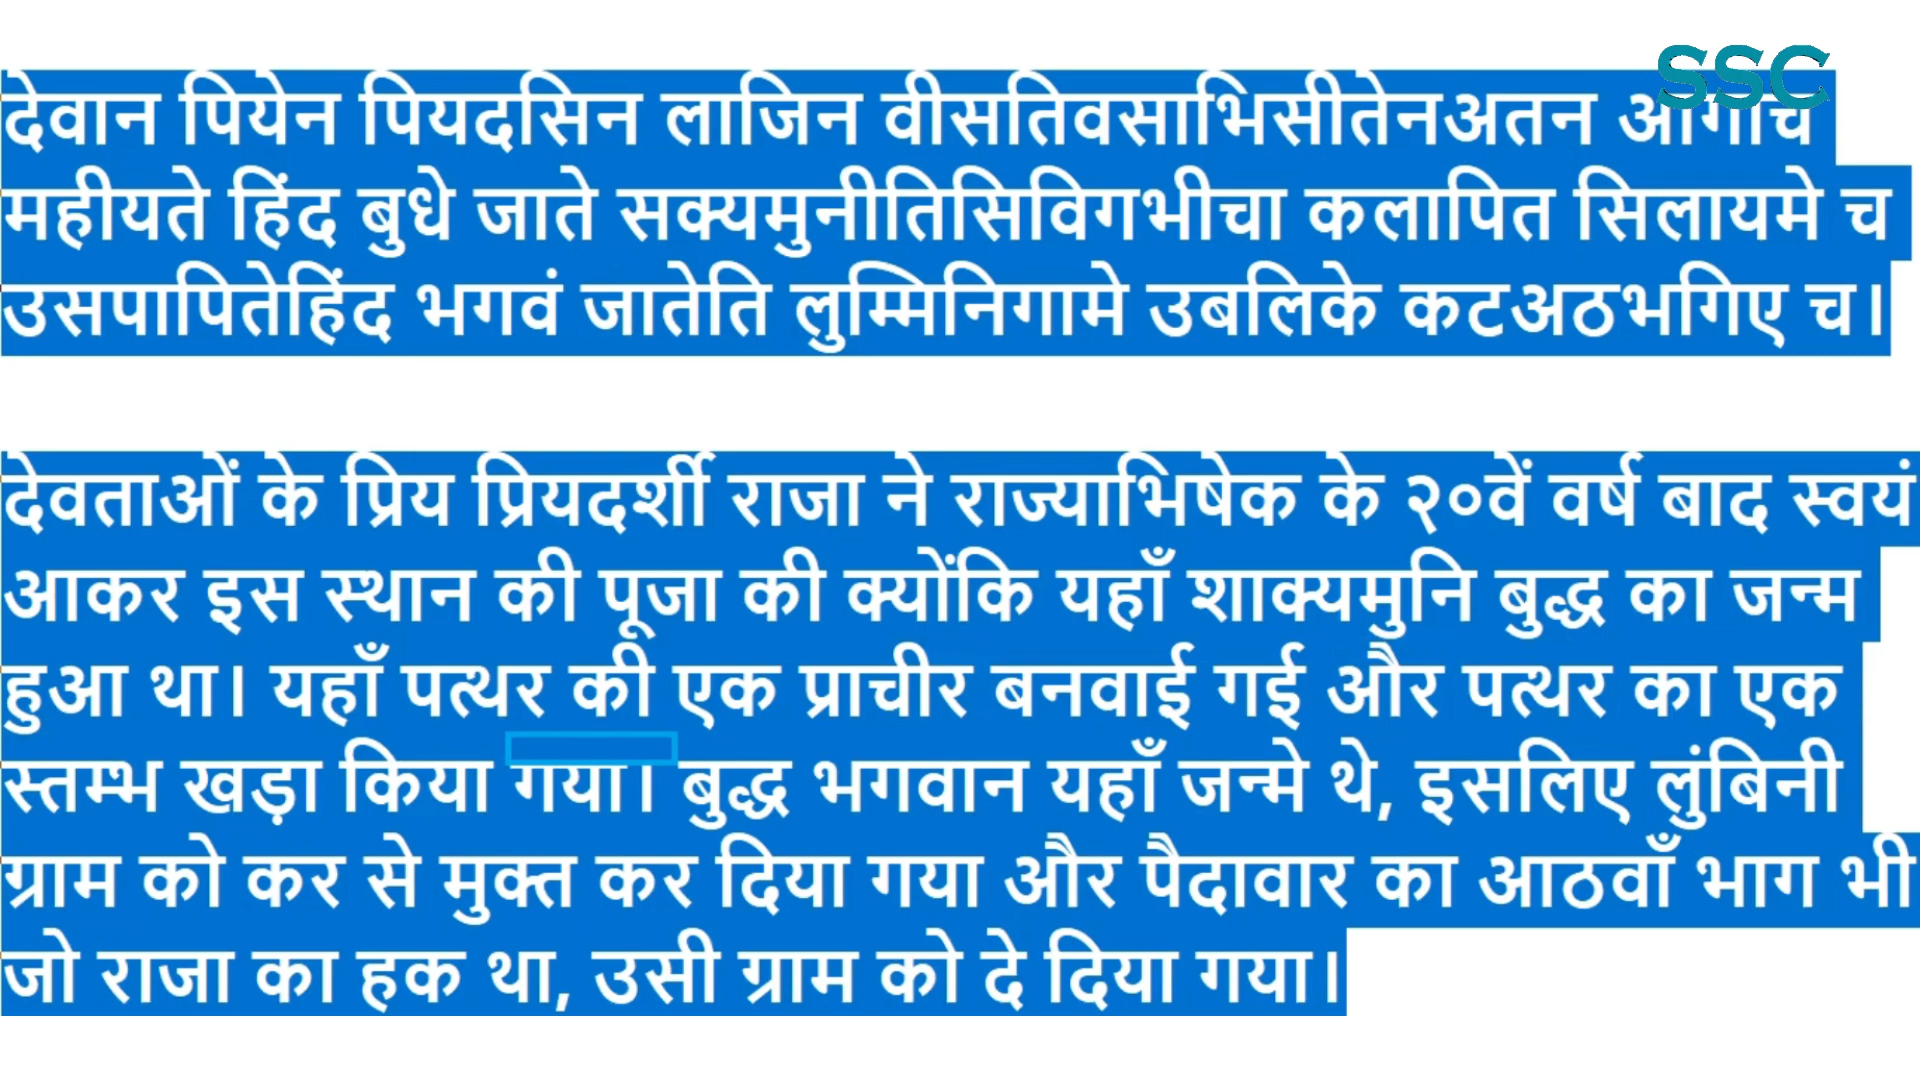 SSC
देवान पियेन पियदसिन लाजिन वीसतिवसाभिसीतेनअतन आगाच
महीयते हिंद बुधे जाते सक्यमुनीतिसिविगभीचा कलापित सिलायमे च
उसपापितेहिंद भगवं जातेति लुम्मिनिगामे उबलिके कटअठभगिए च।
देवताओं के प्रिय प्रियदर्शी राजा ने राज्याभिषेक के २०वें वर्ष बाद स्वयं
आकर इस स्थान की पूजा की क्योंकि यहाँ शाक्यमुनि बुद्ध का जन्म
हुआ था। यहाँ पत्थर की एक प्राचीर बनवाई गई और पत्थर का एक
स्तम्भ खड़ा किया गया। बुद्ध भगवान यहाँ जन्मे थे, इसलिए लुंबिनी
ग्राम को कर से मुक्त कर दिया गया और पैदावार का आठवाँ भाग भी
जो राजा का हक था, उसी ग्राम को दे दिया गया।